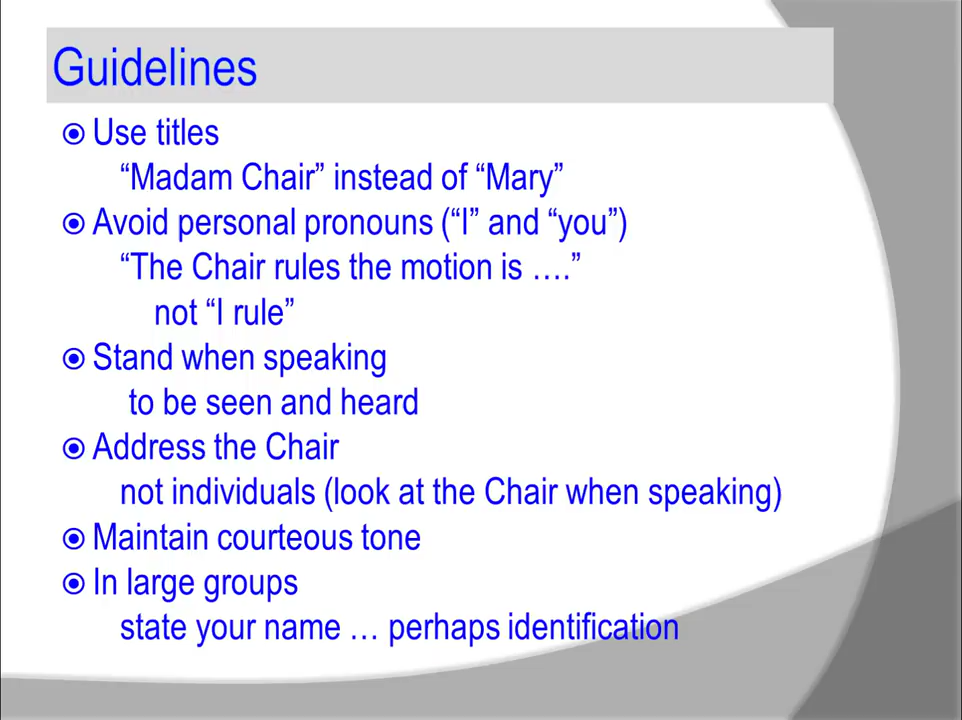 Guidelines
Use titles
“Madam Chair” instead of “Mary”
Avoid personal pronouns (“I” and “you”)
“The Chair rules the motion is ….”
not “I rule”
Stand when speaking
to be seen and heard
Address the Chair
not individuals (look at the Chair when speaking)
Maintain courteous tone
In large groups
state your name … perhaps identification